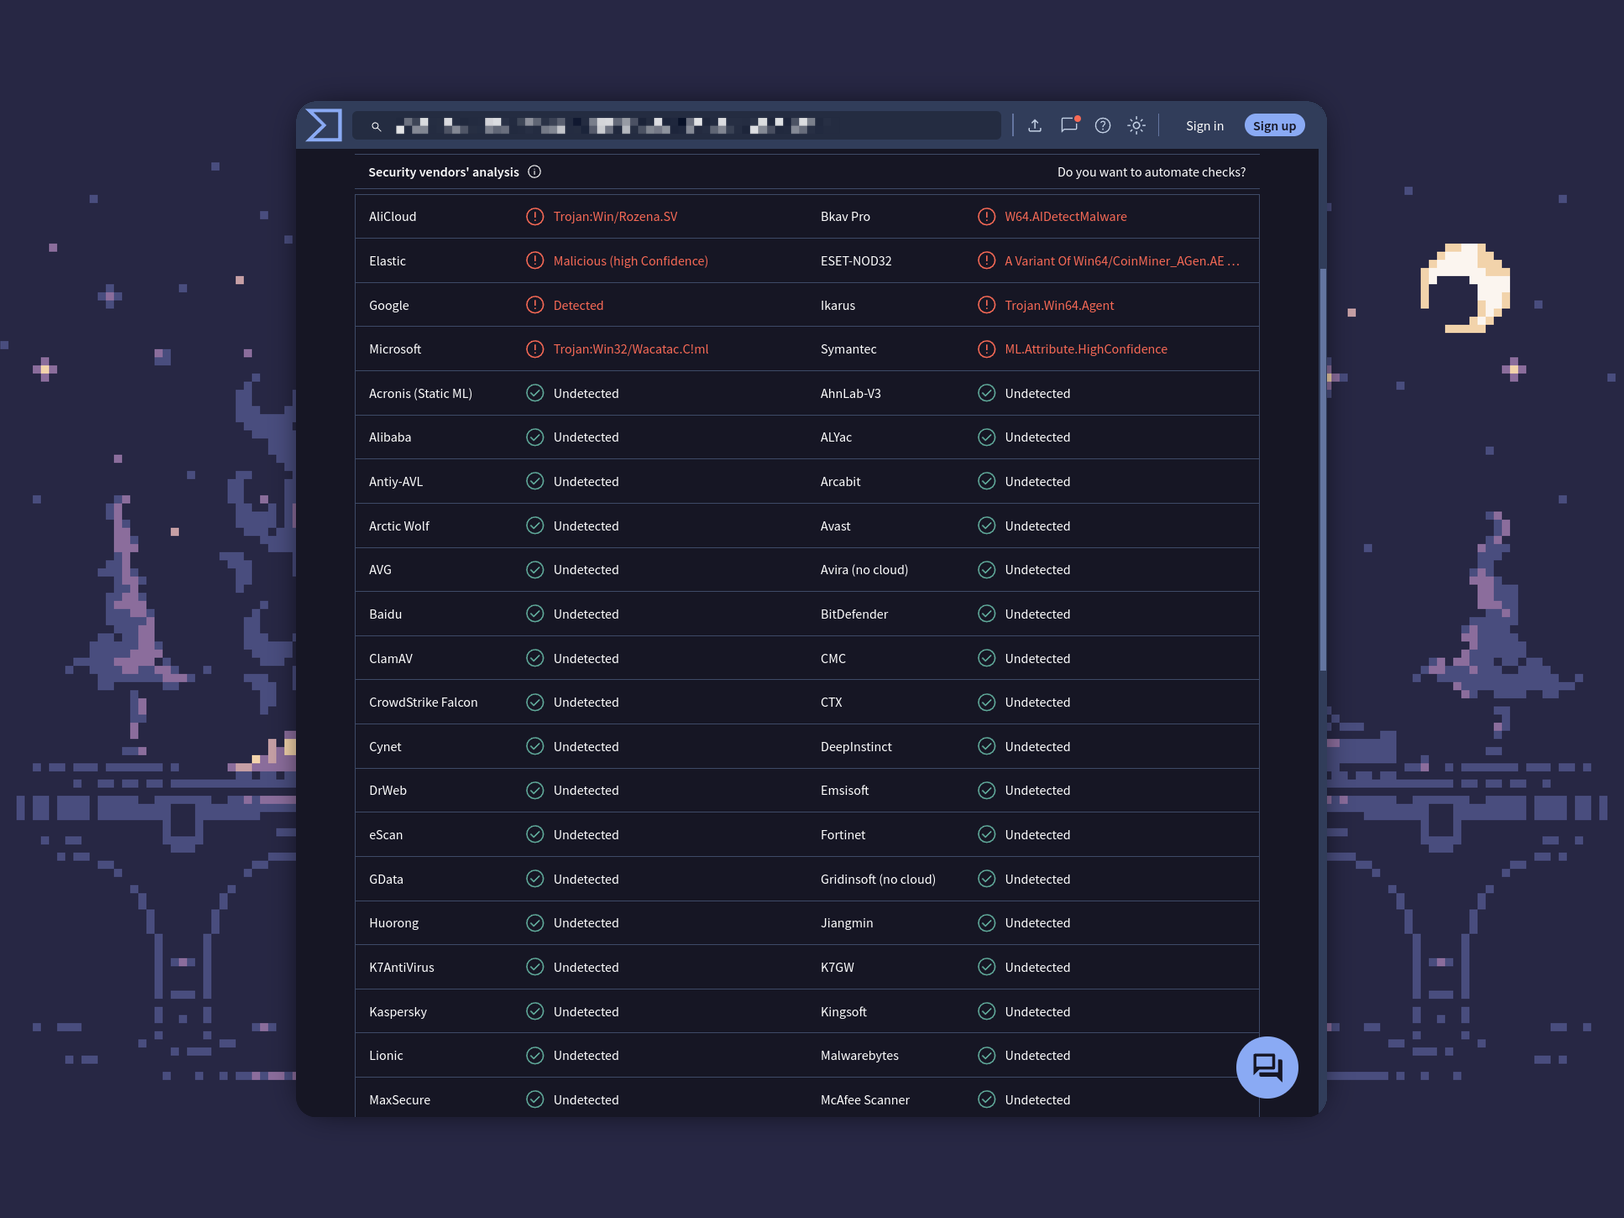 Sign in
Sign up
Security vendors' analysis
Do you want to automate checks?
AliCloud Trojan:Win/Rozena.SV Bkav Pro W64.AIDetectMalware
Elastic Malicious (high Confidence) ESET-NOD32 A Variant Of Win64/CoinMiner_AGen.AE ...
Google Detected Ikarus Trojan.Win64.Agent
Microsoft Trojan:Win32/Wacatac.C!ml Symantec ML.Attribute.HighConfidence
Acronis (Static ML) Undetected AhnLab-V3 Undetected
Alibaba Undetected ALYac Undetected
Antiy-AVL Undetected Arcabit Undetected
Arctic Wolf Undetected Avast Undetected
AVG Undetected Avira (no cloud) Undetected
Baidu Undetected BitDefender Undetected
ClamAV Undetected CMC Undetected
CrowdStrike Falcon Undetected CTX Undetected
Cynet Undetected DeepInstinct Undetected
DrWeb Undetected Emsisoft Undetected
eScan Undetected Fortinet Undetected
GData Undetected Gridinsoft (no cloud) Undetected
Huorong Undetected Jiangmin Undetected
K7AntiVirus Undetected K7GW Undetected
Kaspersky Undetected Kingsoft Undetected
Lionic Undetected Malwarebytes Undetected
MaxSecure Undetected McAfee Scanner Undetected